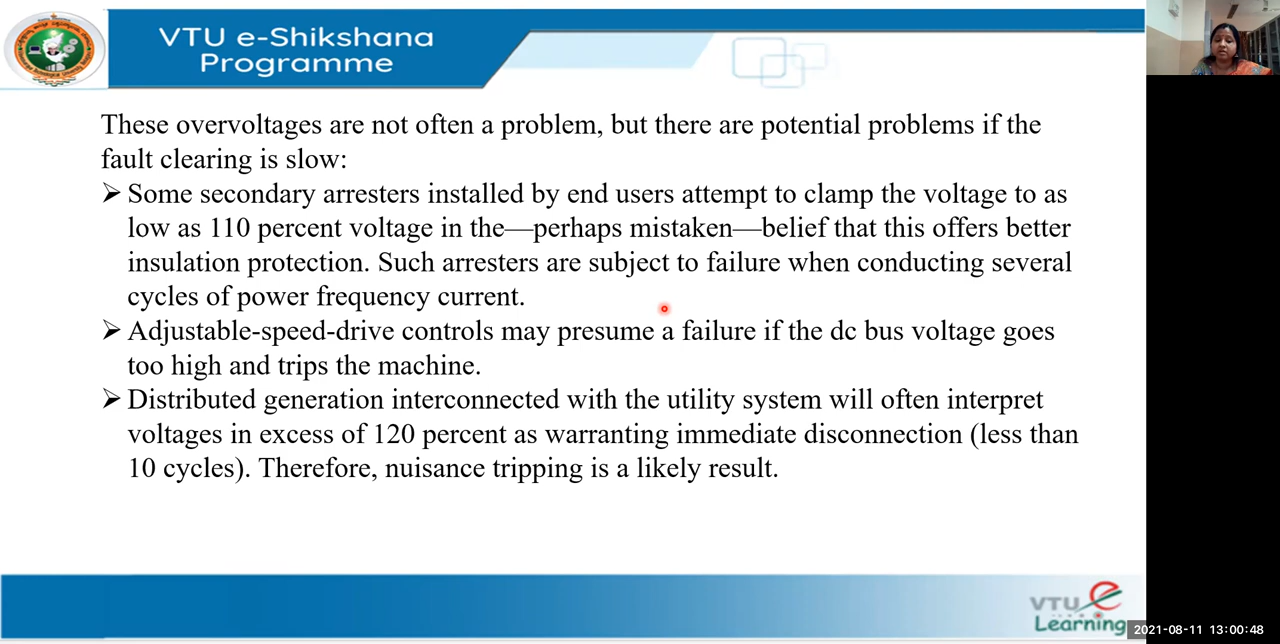 VTU e-Shikshana
Programme
These overvoltages are not often a problem, but there are potential problems if the
fault clearing is slow:
➢ Some secondary arresters installed by end users attempt to clamp the voltage to as
low as 110 percent voltage in the—perhaps mistaken—belief that this offers better
insulation protection. Such arresters are subject to failure when conducting several
cycles of power frequency current.
➢ Adjustable-speed-drive controls may presume a failure if the dc bus voltage goes
too high and trips the machine.
➢ Distributed generation interconnected with the utility system will often interpret
voltages in excess of 120 percent as warranting immediate disconnection (less than
10 cycles). Therefore, nuisance tripping is a likely result.
VTU e
Learning
2021-08-11 13:00:48